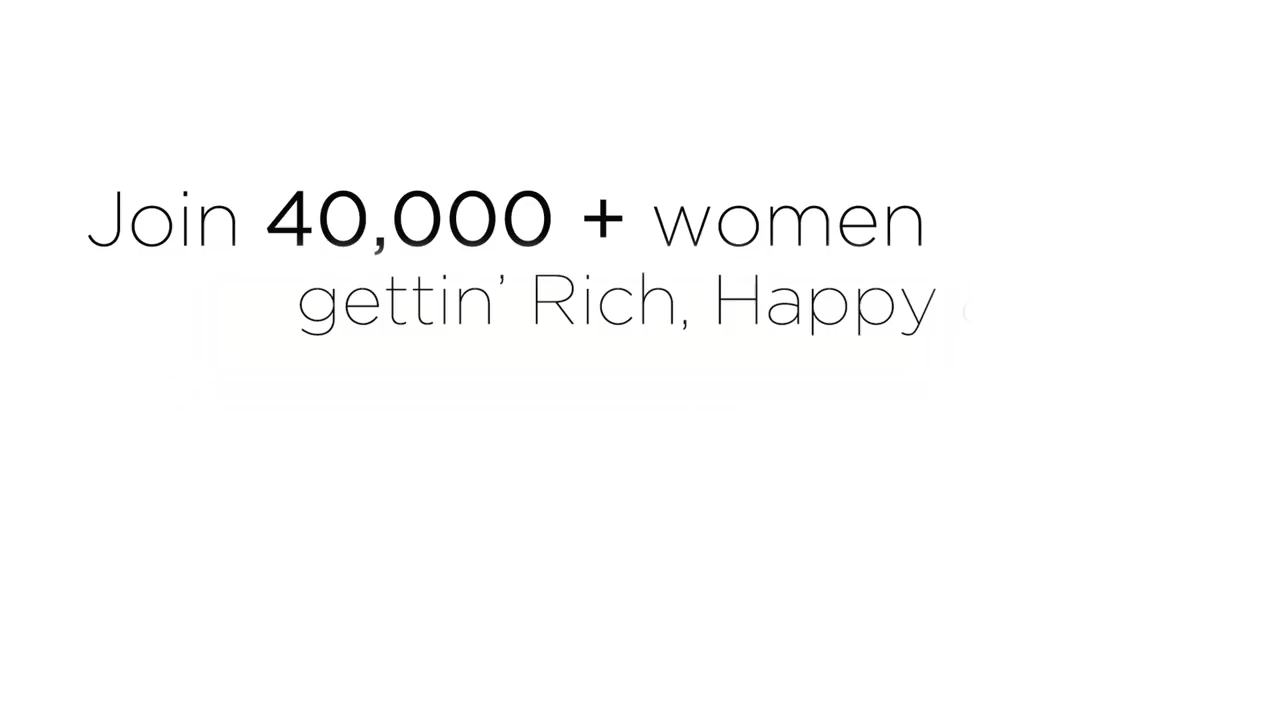 Join 40,000 + women
gettin’ Rich, Happy